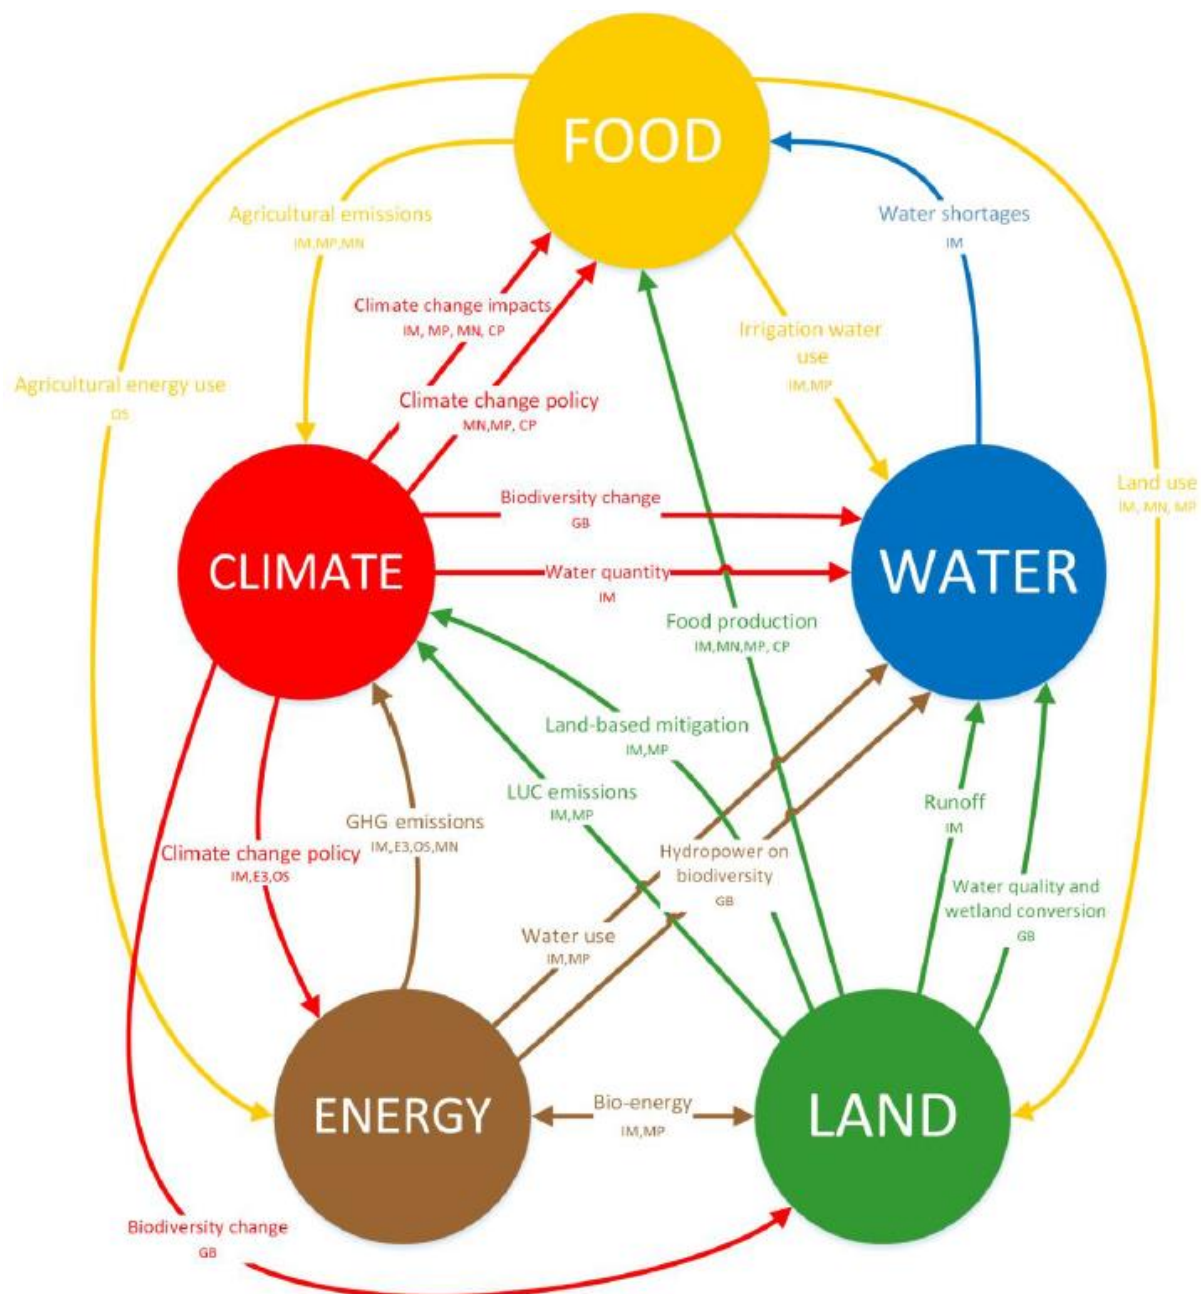 FOOD
Agricultural emissions
IM,MP,MN
Water shortages
IM
Climate change impacts
IM, MP, MN, CP
Irrigation water
use
IM,MP
Agricultural energy use
OS
Climate change policy
MN,MP, CP
Land use
IM, MN, MP
Biodiversity change
GB
CLIMATE
WATER
Water quantity
IM
Food production
IM,MN,MP, CP
Land-based mitigation
IM,MP
LUC emissions
IM,MP
Runoff
IM
GHG emissions
IM,E3,OS,MN
Climate change policy
IM,E3,OS
Hydropower on
biodiversity
GB
Water quality and
wetland conversion
GB
Water use
IM,MP
Bio-energy
IM,MP
ENERGY
LAND
Biodiversity change
GB